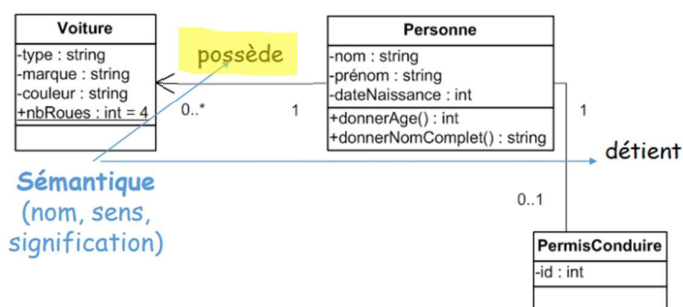 Voiture
-type : string
-marque : string
-couleur : string
+nbRoues : int = 4
possède
0..*
1
Personne
-nom : string
-prénom : string
-dateNaissance : int
+donnerAge() : int
+donnerNomComplet() : string
1
détient
0..1
Sémantique
(nom, sens,
signification)
PermisConduire
-id : int